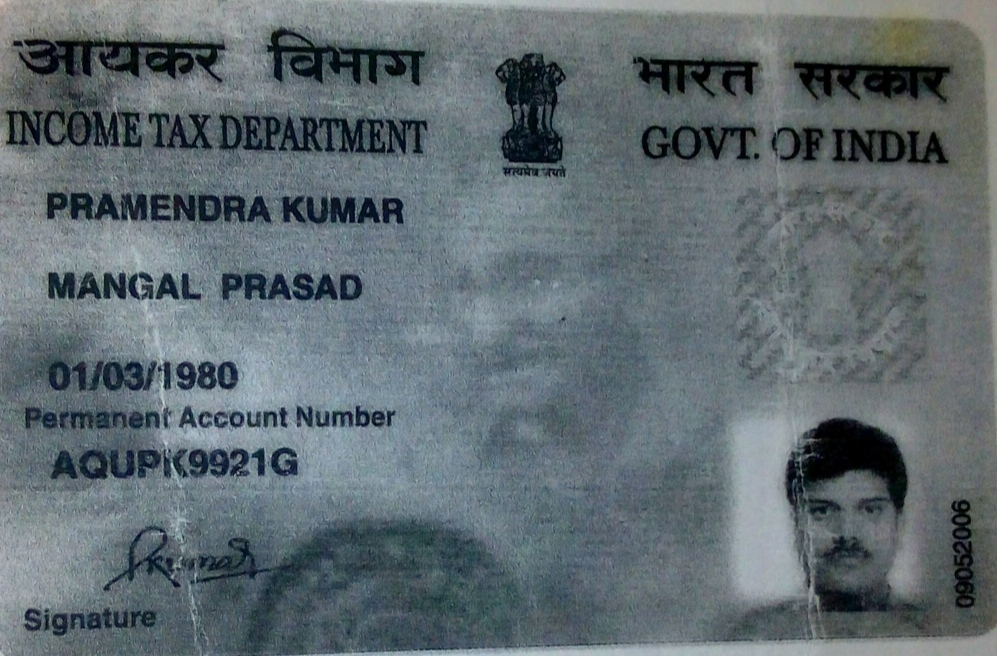 आयकर विभाग
भारत सरकार
INCOME TAX DEPARTMENT
GOVT. OF INDIA
सत्यमेव जयते
PRAMENDRA KUMAR
MANGAL PRASAD
01/03/1980
Permanent Account Number
AQUPK9921G
Pkumar
Signature
09052006